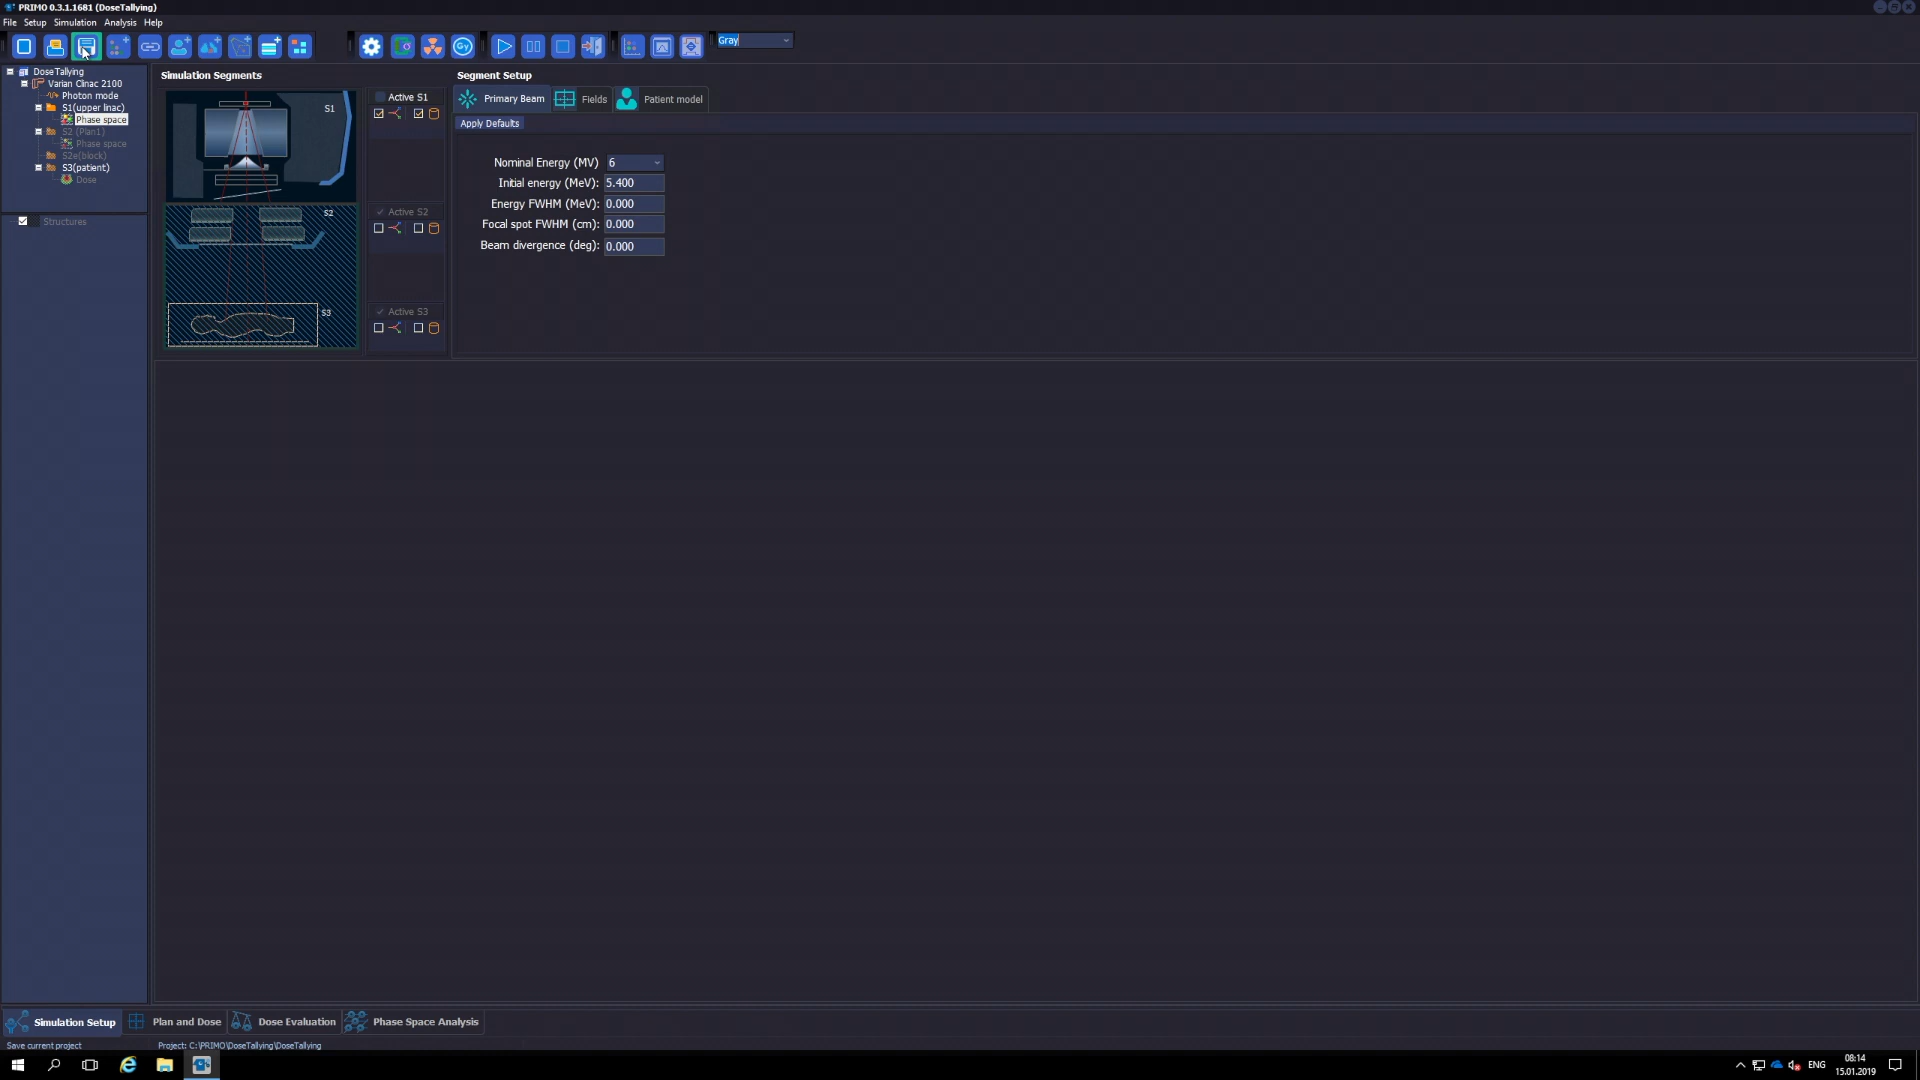 PRIMO 0.3.1.1681 (DoseTallying)
File Setup Simulation Analysis Help
Gy
Gray
DoseTallying
Varian Clinac 2100
Photon mode
S1(upper linac)
Phase space
S2 (Plan1)
Phase space
S2e(block)
S3(patient)
Dose
Structures
Simulation Segments
S1
S2
S3
Active S1
Active S2
Active S3
Segment Setup
Primary Beam Fields Patient model
Apply Defaults
Nominal Energy (MV) 6
Initial energy (MeV): 5.400
Energy FWHM (MeV): 0.000
Focal spot FWHM (cm): 0.000
Beam divergence (deg): 0.000
Simulation Setup Plan and Dose Dose Evaluation Phase Space Analysis
Save current project Project: C:\PRIMO\DoseTallying\DoseTallying
ENG
08:14
15.01.2019